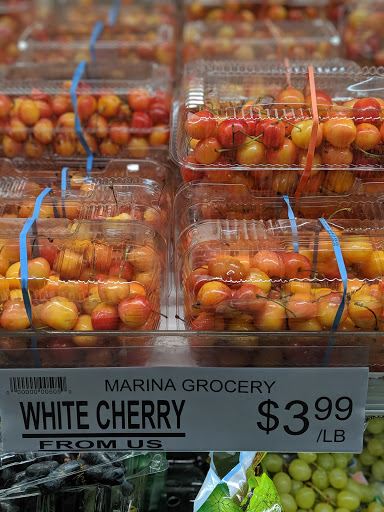 MARINA GROCERY
WHITE CHERRY
FROM US
$3.99
/LB